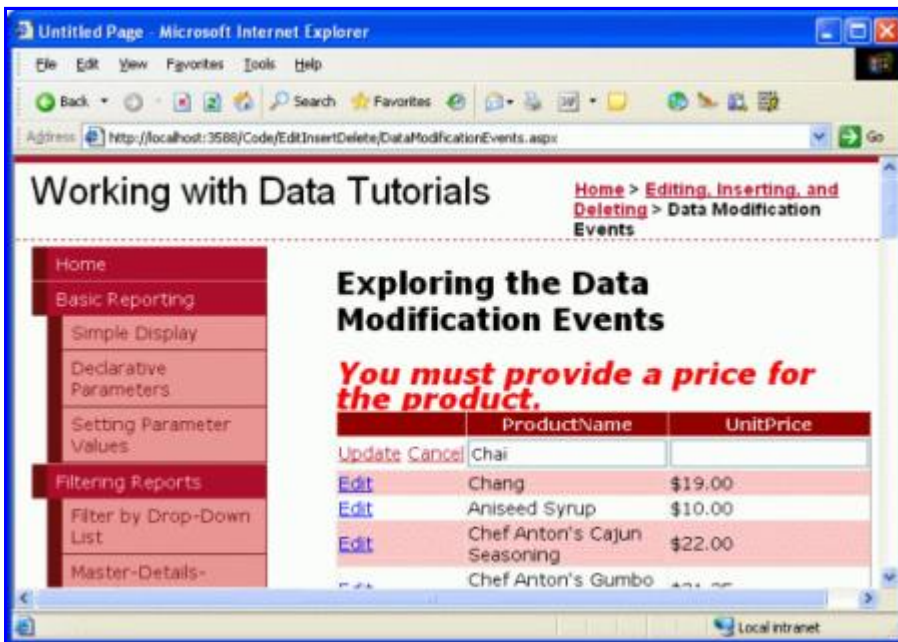 Untitled Page - Microsoft Internet Explorer
File Edit View Favorites Tools Help
Back Search Favorites
Address http://localhost:3588/Code/EditInsertDelete/DataModificationEvents.aspx Go
Working with Data Tutorials
Home > Editing, Inserting, and
Deleting > Data Modification
Events
Home
Basic Reporting
Simple Display
Declarative
Parameters
Setting Parameter
Values
Filtering Reports
Filter by Drop-Down
List
Master-Details-
Exploring the Data
Modification Events
You must provide a price for
the product.
ProductName UnitPrice
Update Cancel Chai
Edit Chang $19.00
Edit Aniseed Syrup $10.00
Edit Chef Anton's Cajun
Seasoning $22.00
Chef Anton's Gumbo
Local intranet